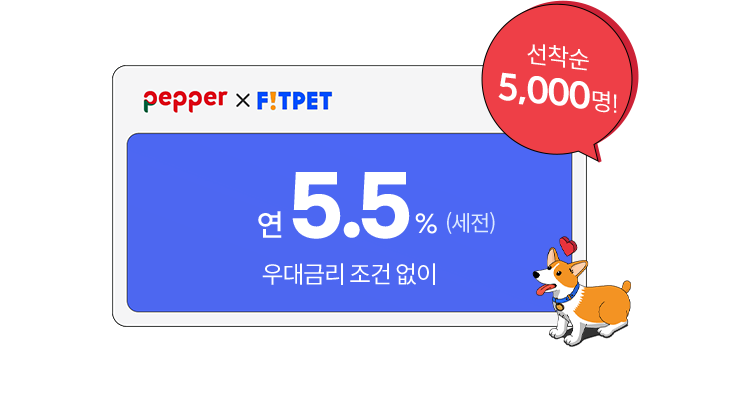 선착순
5,000명!
pepper × F!TPET
연 5.5% (세전)
우대금리 조건 없이